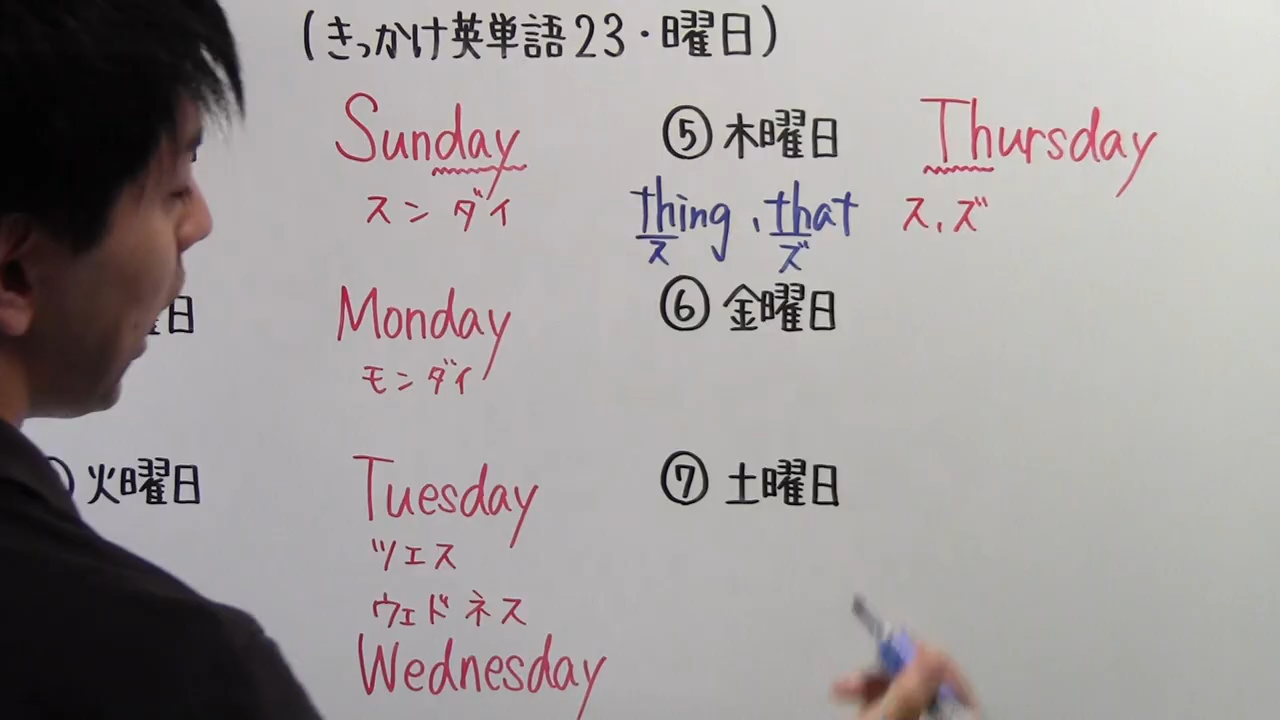 (きっかけ英単語23・曜日)
Sunday
スンダイ
曜日
Monday
モンダイ
火曜日
Tuesday
ツエス
ウェドネス
Wednesday
⑤ 木曜日 Thursday
thing , that ス, ズ
ス ズ
⑥ 金曜日
⑦ 土曜日